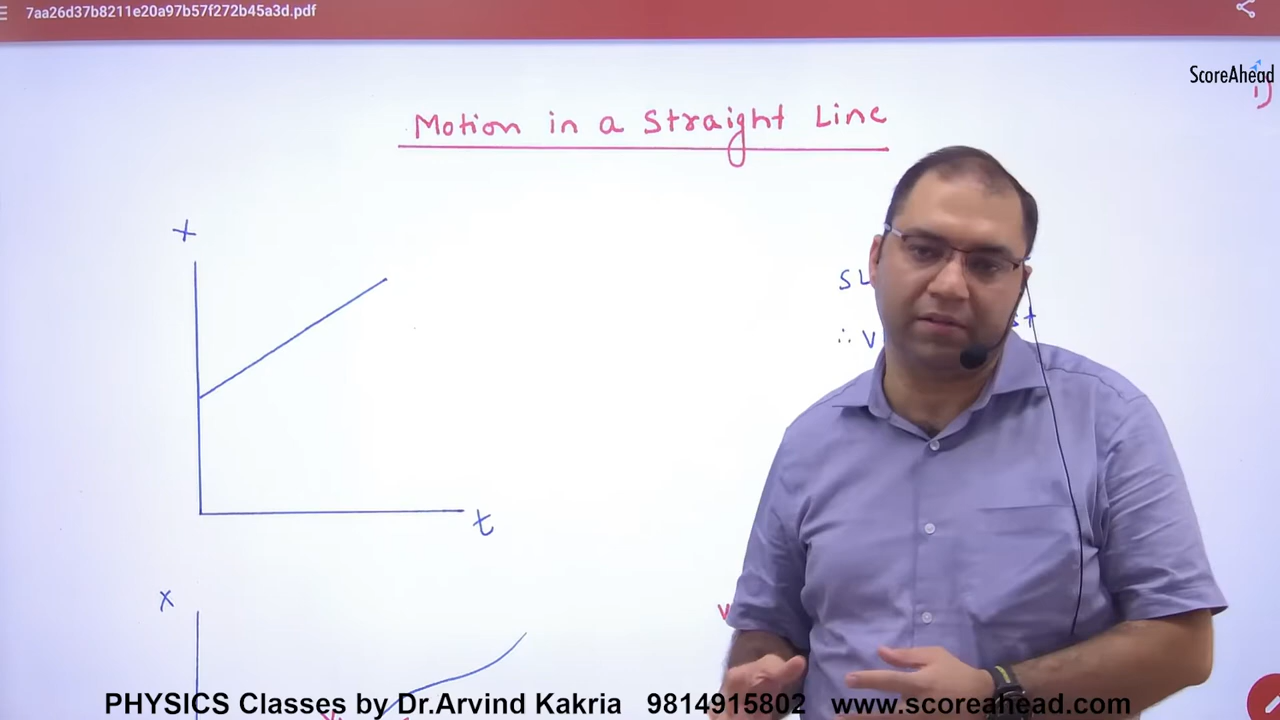 7aa26d37b8211e20a97b57f272b45a3d.pdf
ScoreAhead
Motion in a Straight Line
x
t
∴ V
x
PHYSICS Classes by Dr.Arvind Kakria 9814915802 www.scoreahead.com